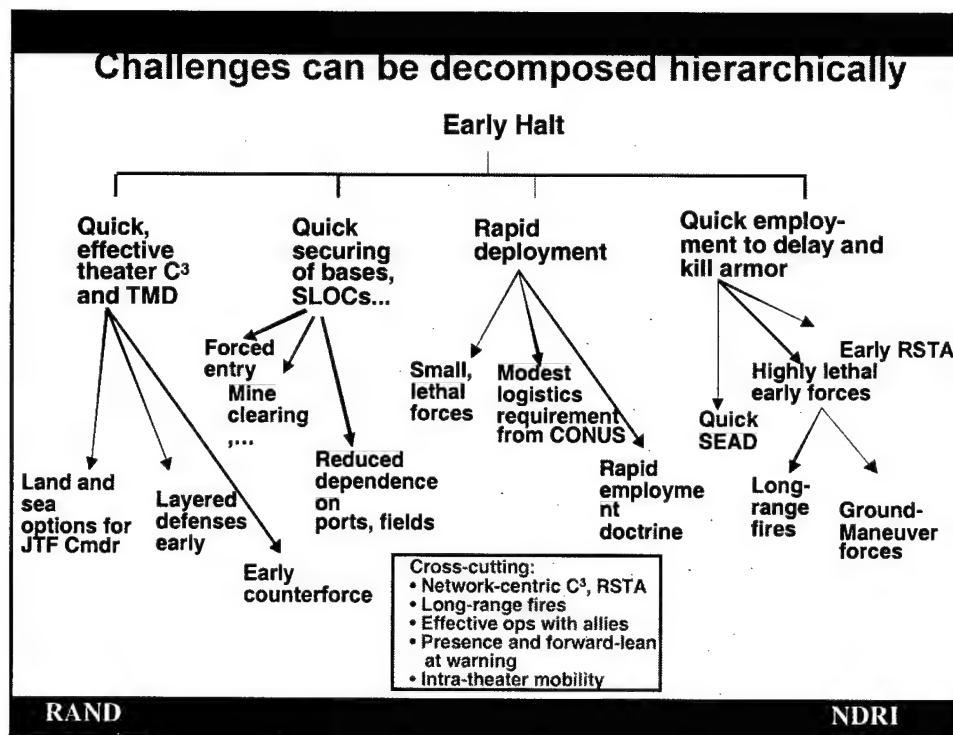 Challenges can be decomposed hierarchically
Early Halt
Quick,
effective
theater C³
and TMD
Quick
securing
of bases,
SLOCs...
Rapid
deployment
Quick employ-
ment to delay and
kill armor
Forced
entry
Mine
clearing
,...
Small,
lethal
forces
Modest
logistics
requirement
from CONUS
Early RSTA
Highly lethal
early forces
Quick
SEAD
Land and
sea
options for
JTF Cmdr
Layered
defenses
early
Early
counterforce
Reduced
dependence
on
ports, fields
Rapid
employme
nt
doctrine
Long-
range
fires
Ground-
Maneuver
forces
Cross-cutting:
• Network-centric C³, RSTA
• Long-range fires
• Effective ops with allies
• Presence and forward-lean
at warning
• Intra-theater mobility
RAND
NDRI